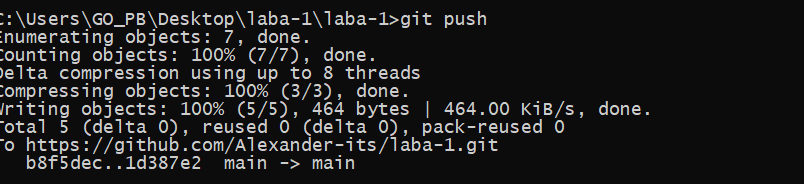 C:\Users\GO_PB\Desktop\laba-1\laba-1>git push
Enumerating objects: 7, done.
Counting objects: 100% (7/7), done.
Delta compression using up to 8 threads
Compressing objects: 100% (3/3), done.
Writing objects: 100% (5/5), 464 bytes | 464.00 KiB/s, done.
Total 5 (delta 0), reused 0 (delta 0), pack-reused 0
To https://github.com/Alexander-its/laba-1.git
   b8f5dec..1d387e2  main -> main